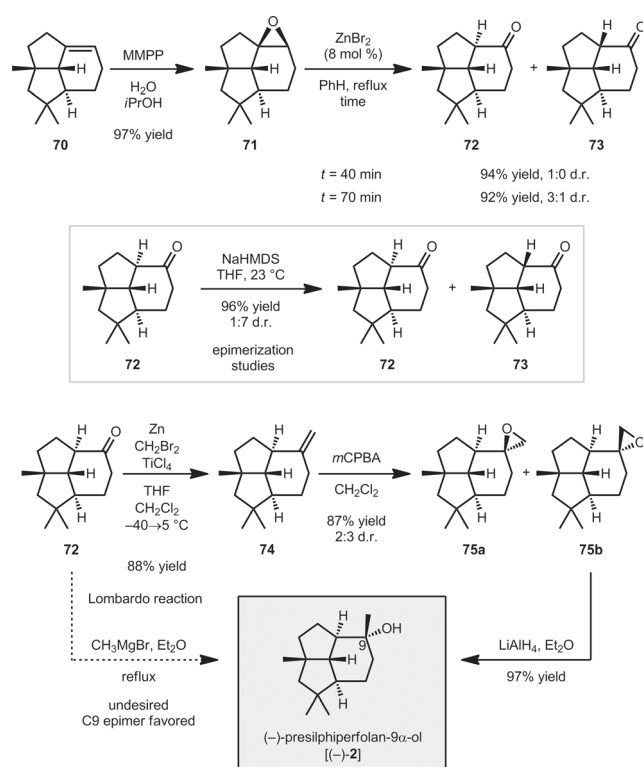 O
H
H
70
MMPP
H2O
iPrOH
97% yield
O
H
H
71
ZnBr2
(8 mol %)
PhH, reflux
time
H
O
H
H
72
+
H
O
H
H
73
t = 40 min
94% yield, 1:0 d.r.
t = 70 min
92% yield, 3:1 d.r.
H
O
H
H
72
NaHMDS
THF, 23 °C
96% yield
1:7 d.r.
epimerization
studies
H
O
H
H
72
+
H
O
H
H
73
H
O
H
H
72
Zn
CH2Br2
TiCl4
THF
CH2Cl2
–40→5 °C
88% yield
Lombardo reaction
H
H
H
74
mCPBA
CH2Cl2
87% yield
2:3 d.r.
H
O
H
H
75a
+
H
O
H
H
75b
CH3MgBr, Et2O
reflux
undesired
C9 epimer favored
H
9
OH
H
H
(–)-presilphiperfolan-9α-ol
[(–)-2]
LiAlH4, Et2O
97% yield